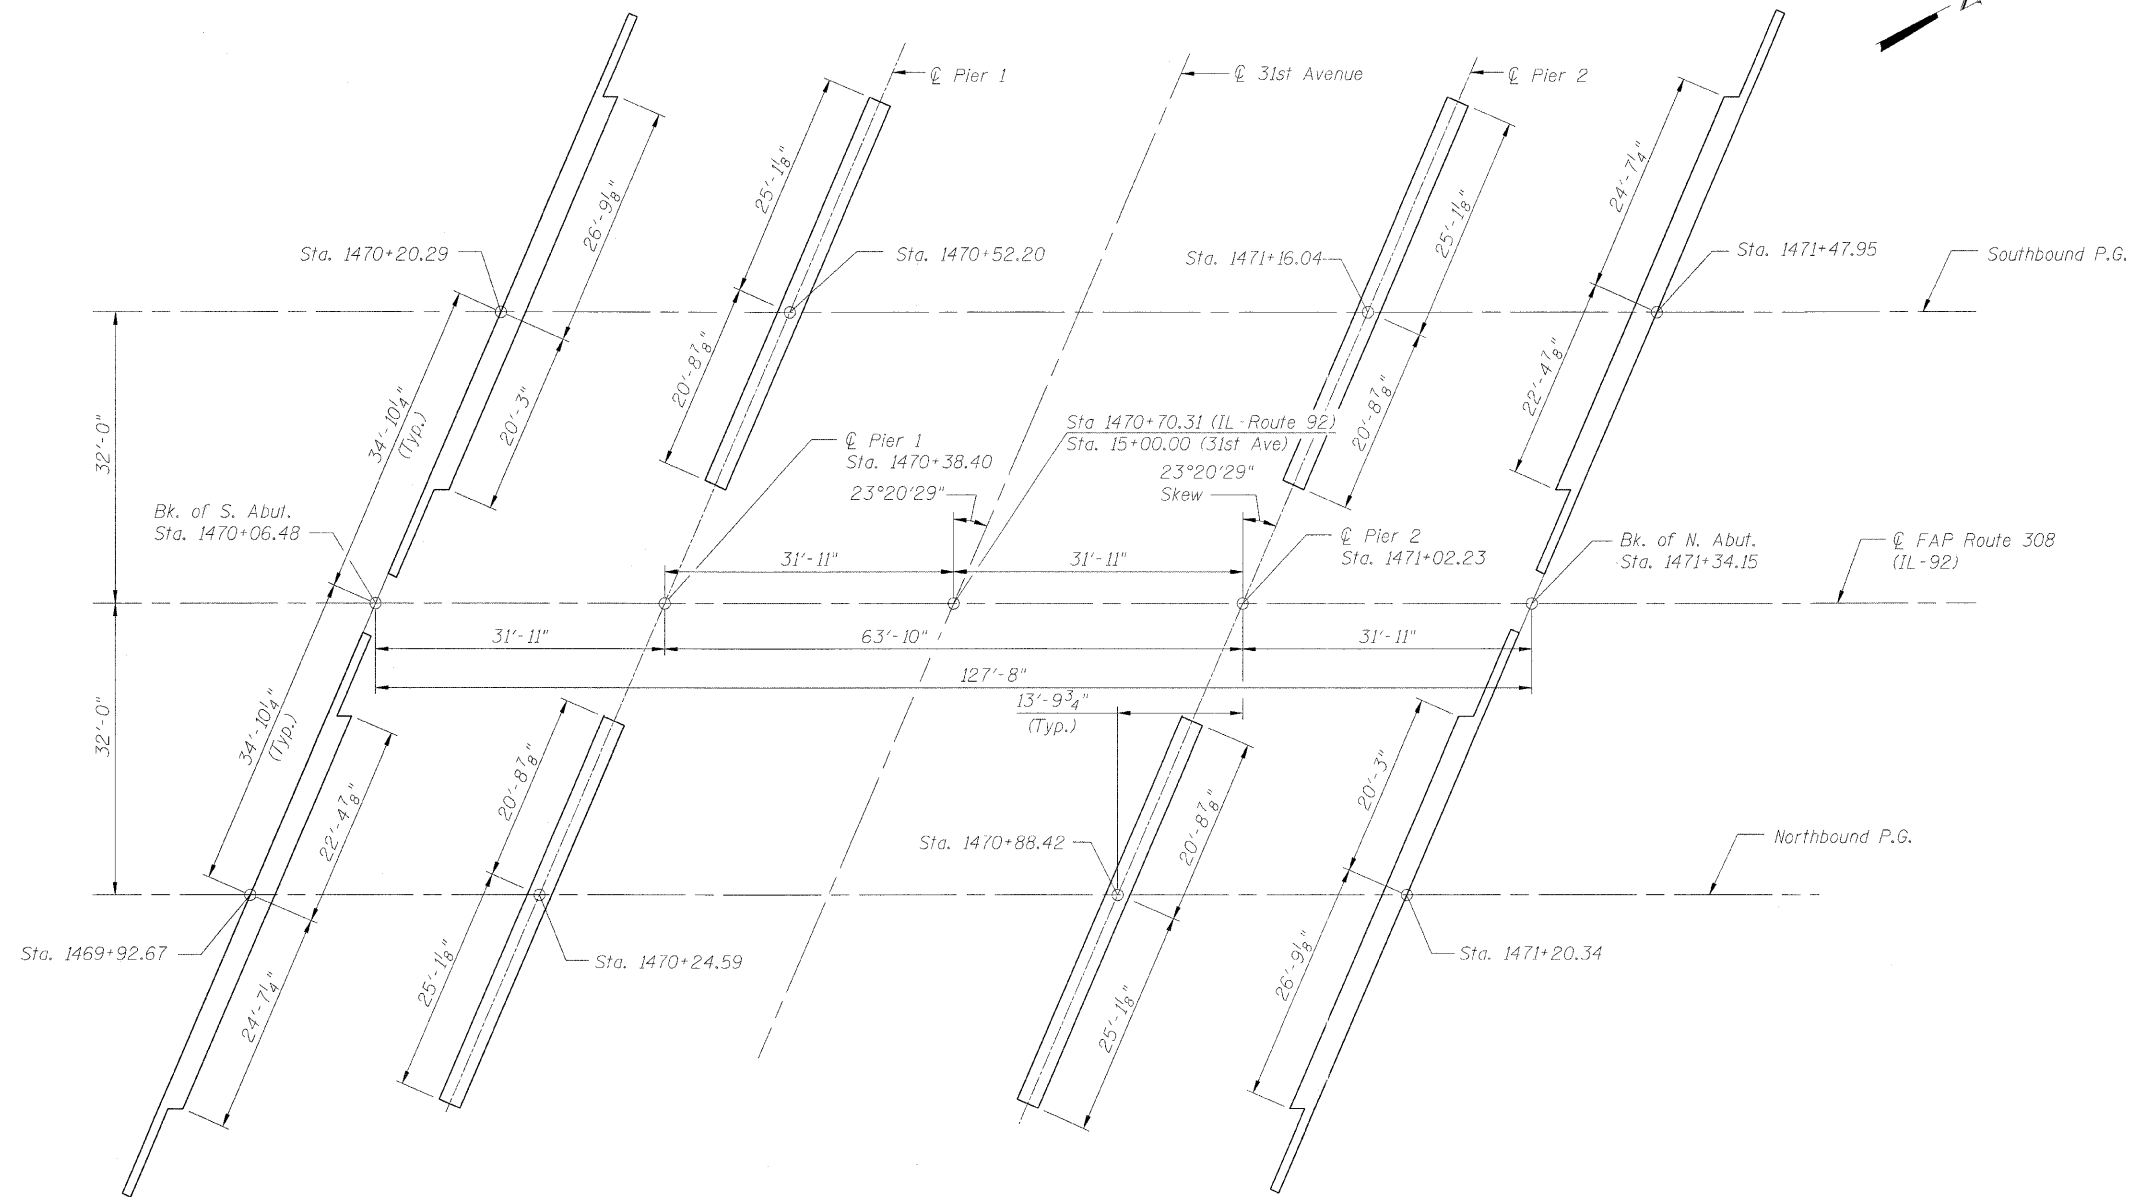 N
℄ Pier 1
℄ 31st Avenue
℄ Pier 2
25'-1⅛"
26'-9⅛"
25'-1⅛"
24'-7¼"
Sta. 1470+20.29
Sta. 1470+52.20
Sta. 1471+16.04
Sta. 1471+47.95
Southbound P.G.
32'-0"
34'-10¼"
(Typ.)
20'-3"
20'-8⅞"
20'-8⅞"
22'-4⅞"
Sta 1470+70.31 (IL-Route 92)
Sta. 15+00.00 (31st Ave)
℄ Pier 1
Sta. 1470+38.40
23°20'29"
23°20'29"
Skew
Bk. of S. Abut.
Sta. 1470+06.48
℄ Pier 2
Sta. 1471+02.23
Bk. of N. Abut.
Sta. 1471+34.15
℄ FAP Route 308
(IL-92)
31'-11"
31'-11"
31'-11"
63'-10"
31'-11"
127'-8"
13'-9¾"
(Typ.)
32'-0"
34'-10¼"
(Typ.)
22'-4⅞"
20'-8⅞"
20'-8⅞"
20'-3"
Sta. 1470+88.42
Northbound P.G.
Sta. 1469+92.67
Sta. 1470+24.59
Sta. 1471+20.34
24'-7¼"
25'-1⅛"
25'-1⅛"
26'-9⅛"